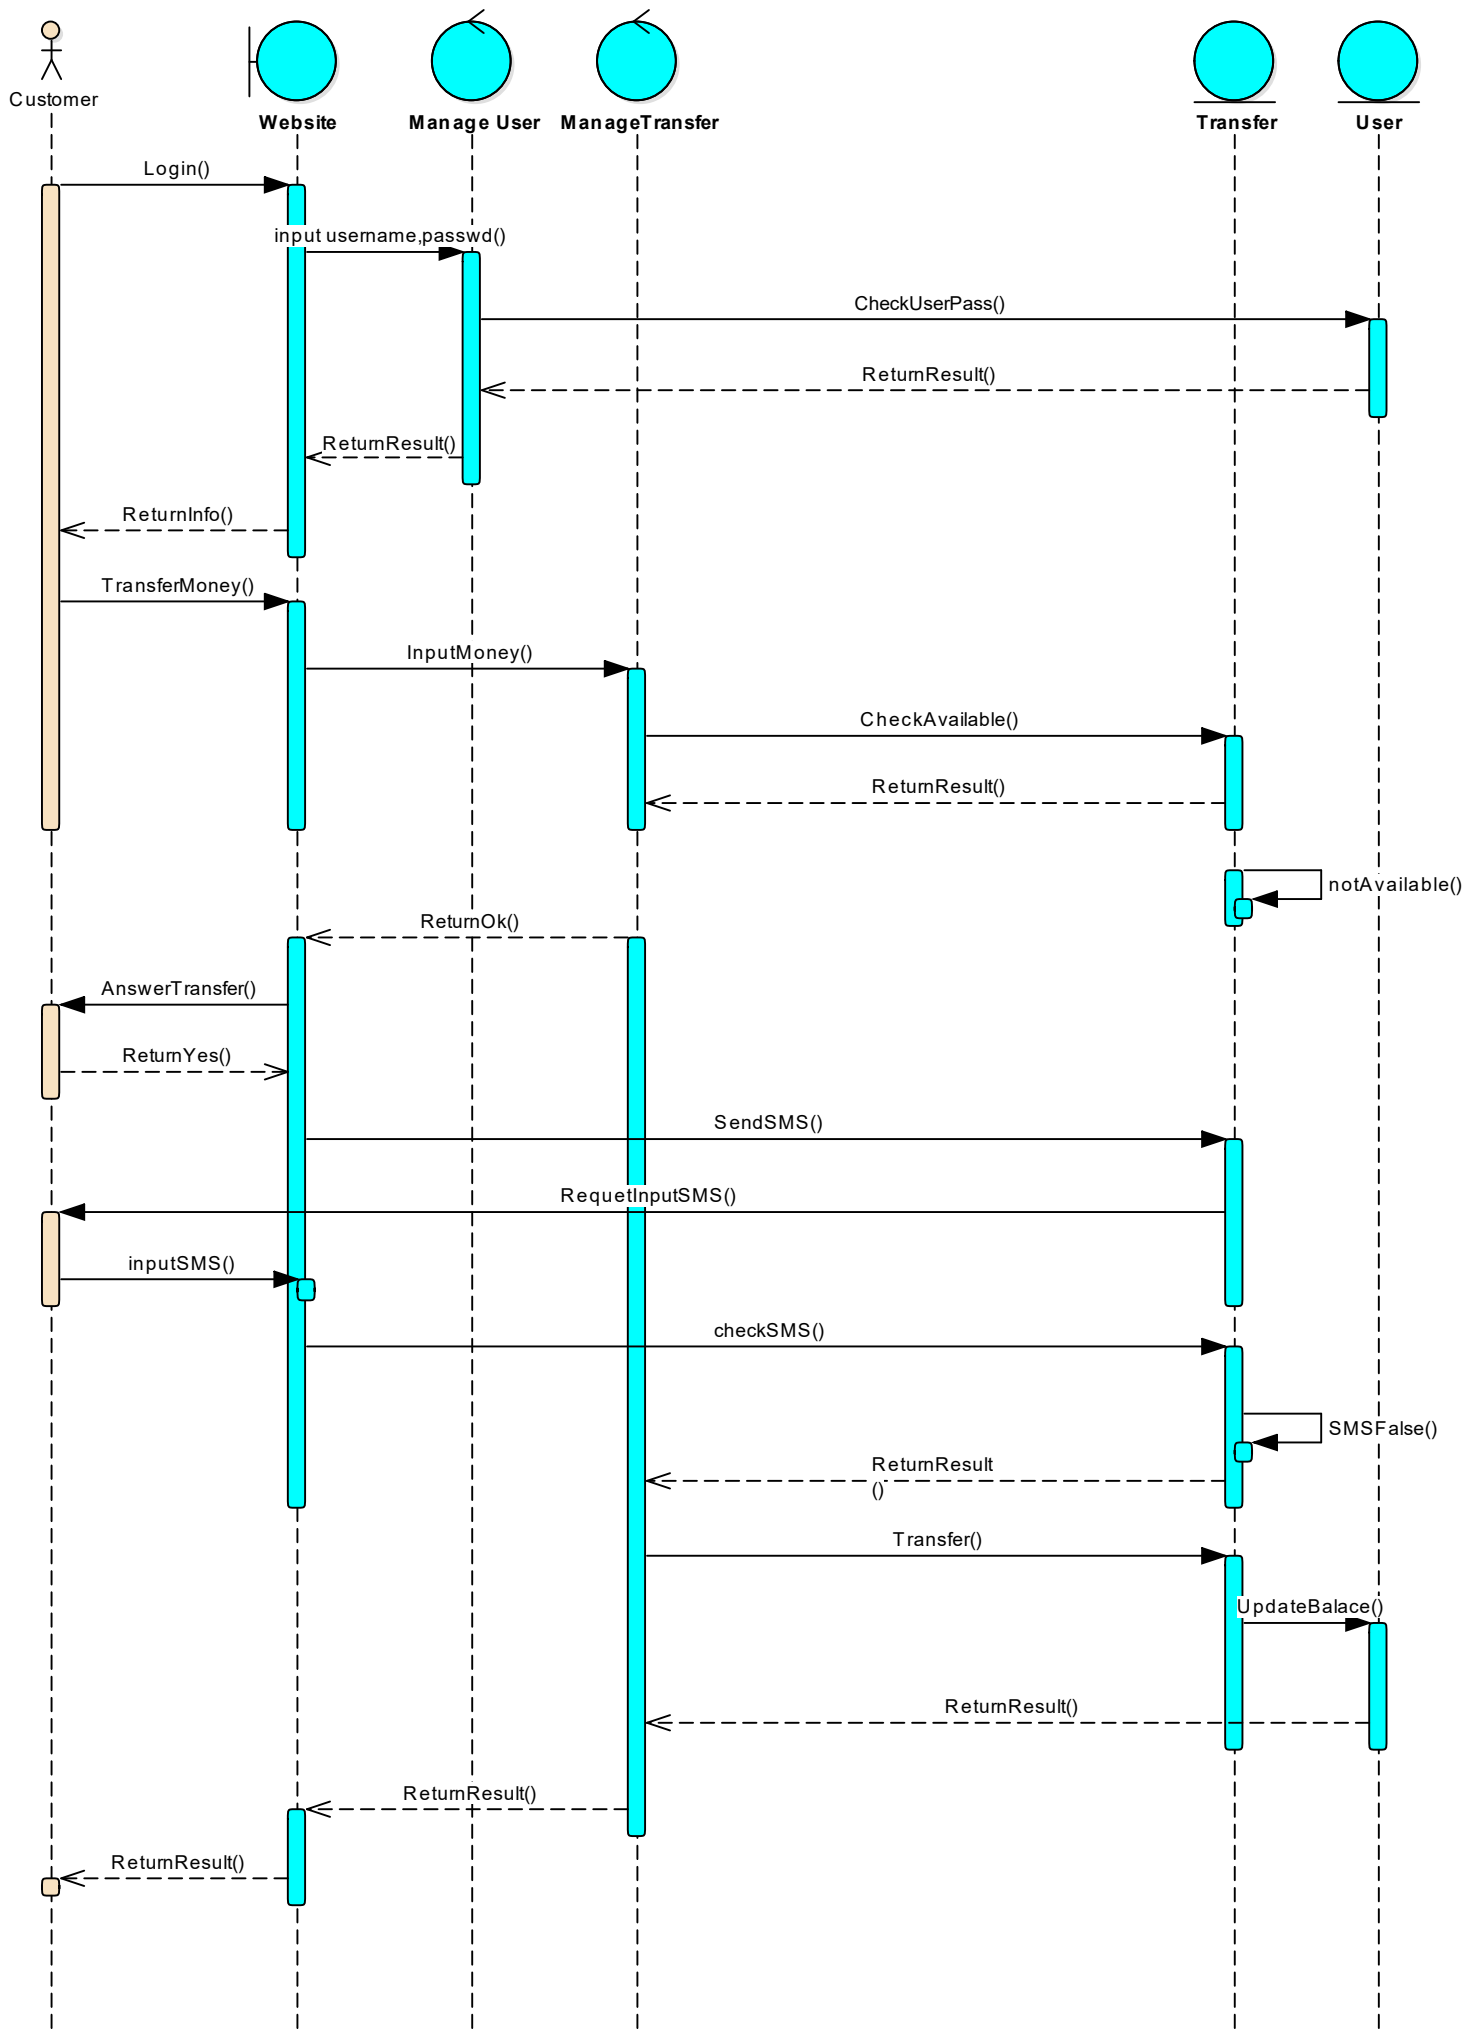 Customer
Website
Manage User
ManageTransfer
Transfer
User
Login()
input username,passwd()
CheckUserPass()
ReturnResult()
ReturnResult()
ReturnInfo()
TransferMoney()
InputMoney()
CheckAvailable()
ReturnResult()
notAvailable()
ReturnOk()
AnswerTransfer()
ReturnYes()
SendSMS()
RequetInputSMS()
inputSMS()
checkSMS()
SMSFalse()
ReturnResult
()
Transfer()
UpdateBalace()
ReturnResult()
ReturnResult()
ReturnResult()